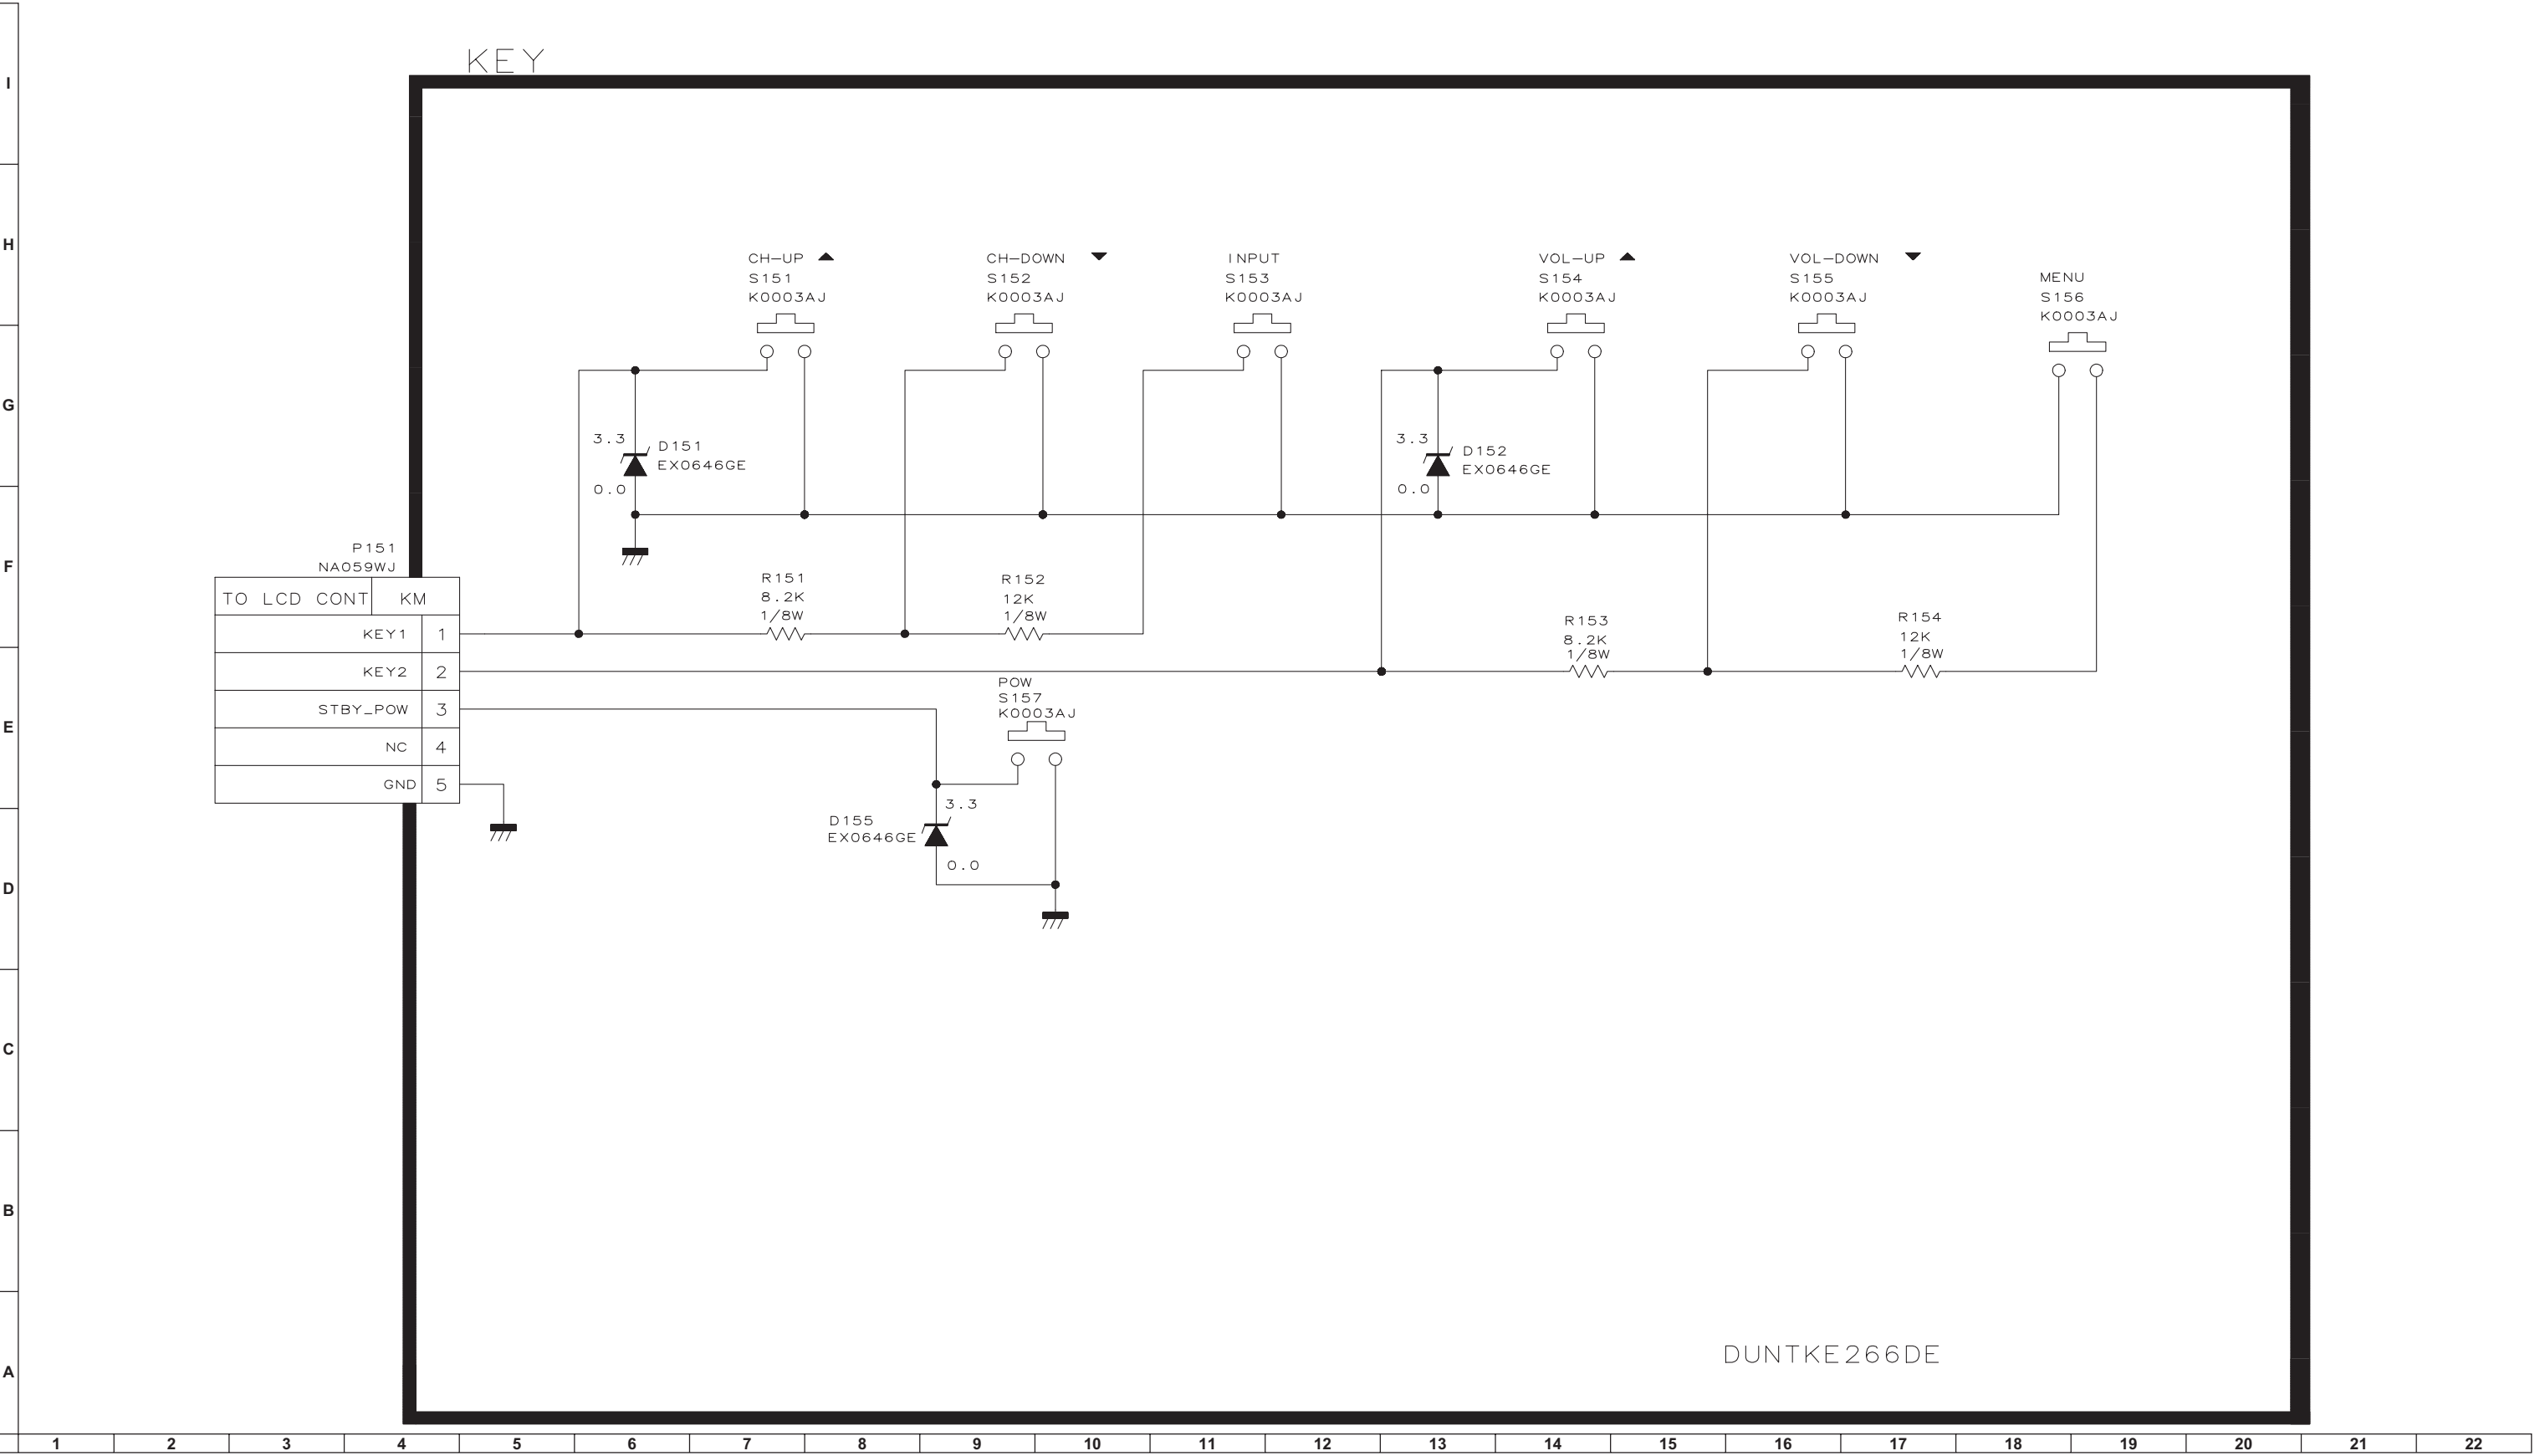 KEY
I
H
CH-UP ▲
S151
K0003AJ
CH-DOWN ▼
S152
K0003AJ
INPUT
S153
K0003AJ
VOL-UP ▲
S154
K0003AJ
VOL-DOWN ▼
S155
K0003AJ
MENU
S156
K0003AJ
G
3.3
D151
EX0646GE
0.0
3.3
D152
EX0646GE
0.0
F
P151
NA059WJ
TO LCD CONT KM
KEY1 1
KEY2 2
STBY_POW 3
NC 4
GND 5
R151
8.2K
1/8W
R152
12K
1/8W
R153
8.2K
1/8W
R154
12K
1/8W
E
POW
S157
K0003AJ
3.3
D155
EX0646GE
0.0
D
C
B
A
DUNTKE266DE
1 2 3 4 5 6 7 8 9 10 11 12 13 14 15 16 17 18 19 20 21 22